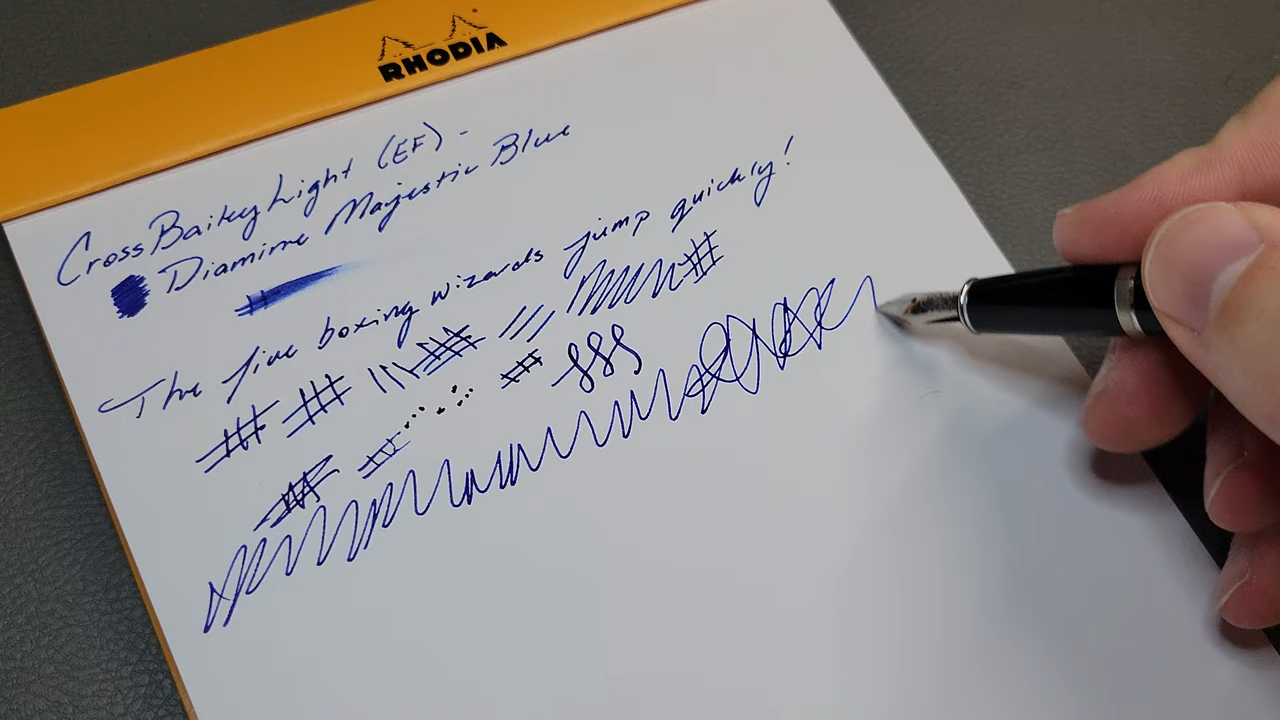 RHODIA
Cross Bailey Light (EF) -
Diamine Majestic Blue
The five boxing wizards jump quickly!